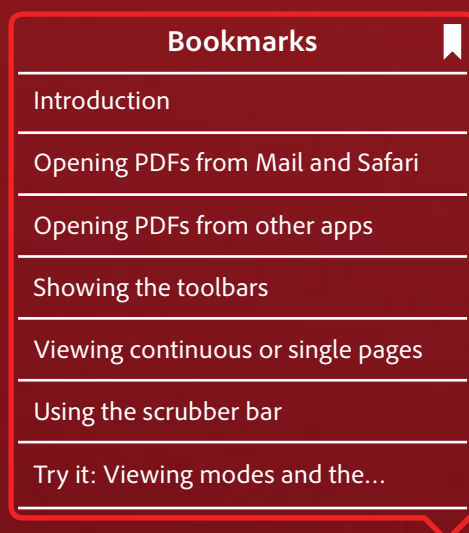 Bookmarks
Introduction
Opening PDFs from Mail and Safari
Opening PDFs from other apps
Showing the toolbars
Viewing continuous or single pages
Using the scrubber bar
Try it: Viewing modes and the...